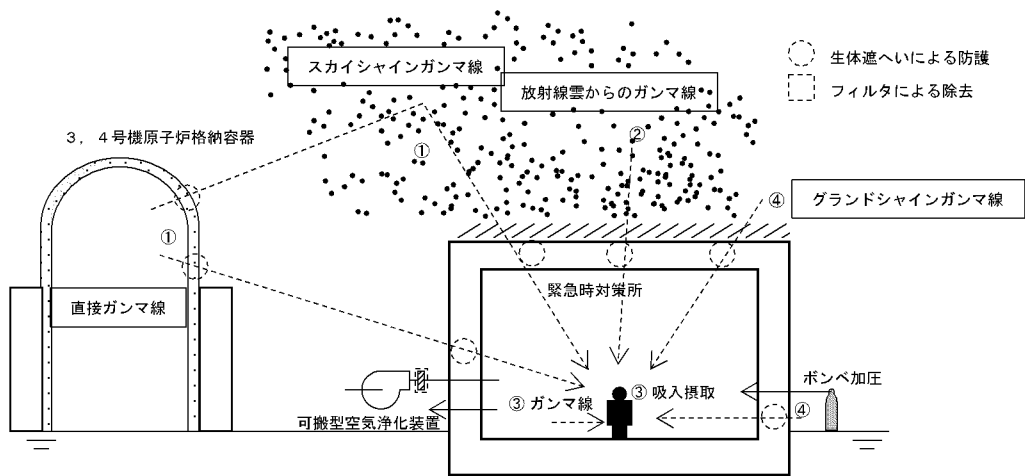 スカイシャインガンマ線
放射線雲からのガンマ線
生体遮へいによる防護
フィルタによる除去
3,4号機原子炉格納容器
①
②
④
グランドシャインガンマ線
①
直接ガンマ線
緊急時対策所
③ガンマ線
③吸入摂取
ボンベ加圧
④
可搬型空気浄化装置